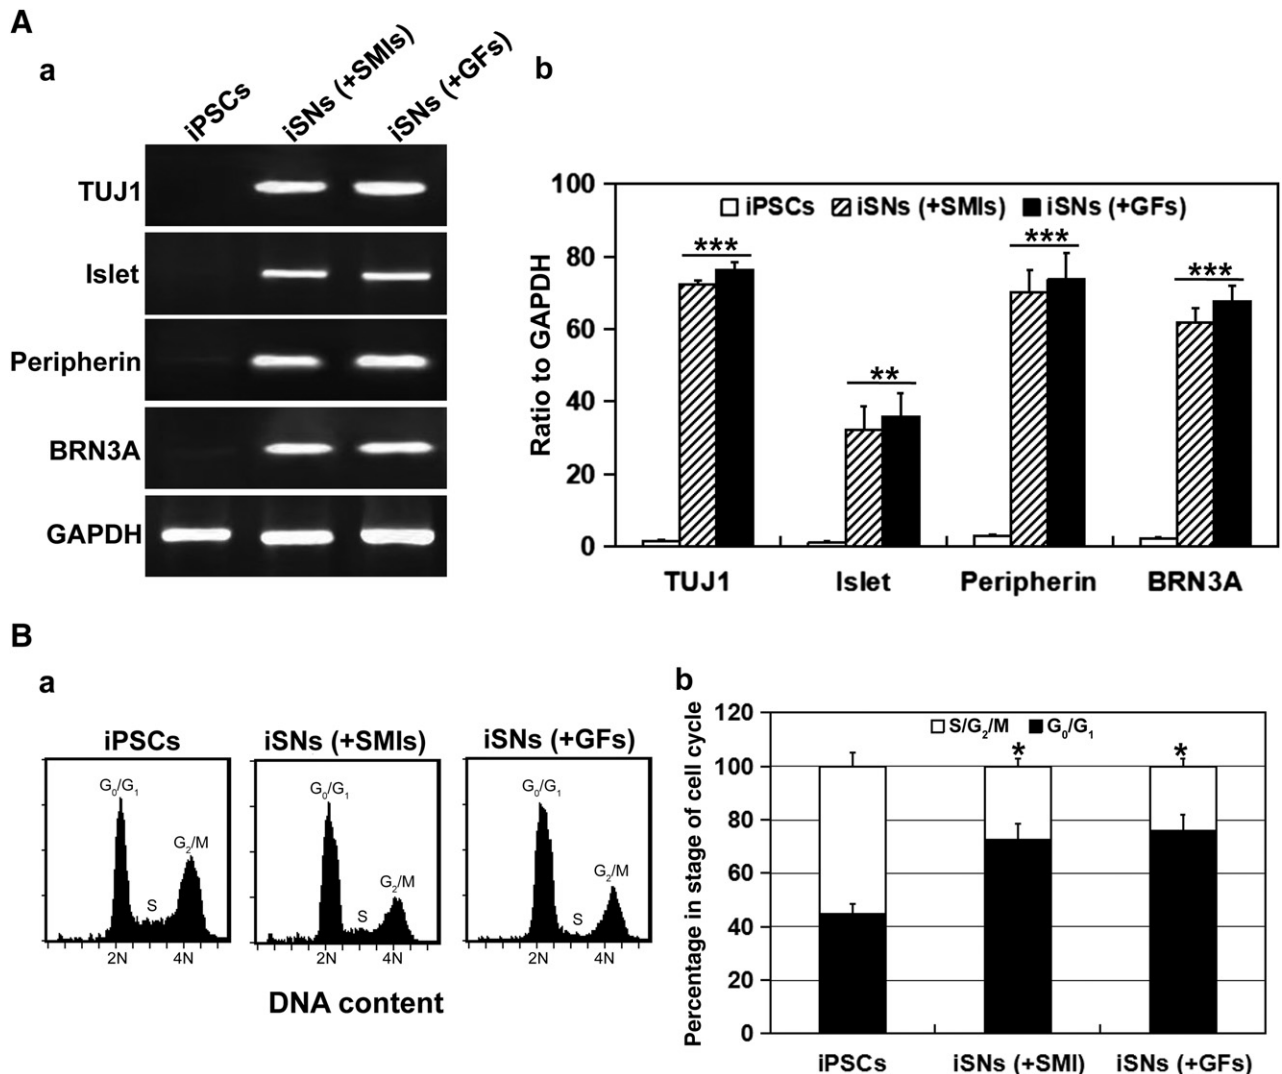 A
a
iPSCs
iSNs (+SMIs)
iSNs (+GFs)
TUJ1
Islet
Peripherin
BRN3A
GAPDH
b
Ratio to GAPDH
100
80
60
40
20
0
iPSCs iSNs (+SMIs) iSNs (+GFs)
***
**
***
***
TUJ1 Islet Peripherin BRN3A
B
a
iPSCs
G0/G1
S
G2/M
2N 4N
iSNs (+SMIs)
G0/G1
S
G2/M
2N 4N
iSNs (+GFs)
G0/G1
S
G2/M
2N 4N
DNA content
b
Percentage in stage of cell cycle
120
100
80
60
40
20
0
S/G2/M G0/G1
* *
iPSCs iSNs (+SMI) iSNs (+GFs)